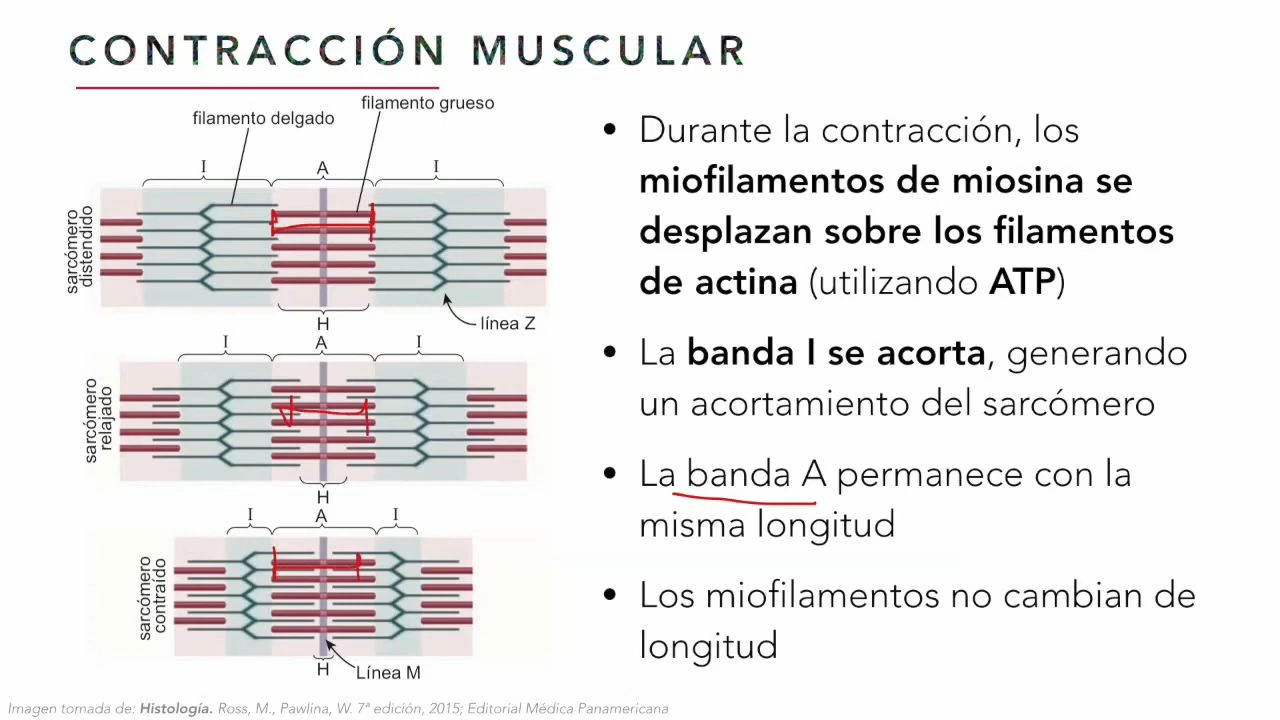 CONTRACCIÓN MUSCULAR
filamento grueso
filamento delgado
I
A
I
sarcómero
distendido
H
línea Z
I
A
I
sarcómero
relajado
H
I
A
I
sarcómero
contraído
H
Línea M
• Durante la contracción, los
miofilamentos de miosina se
desplazan sobre los filamentos
de actina (utilizando ATP)
• La banda I se acorta, generando
un acortamiento del sarcómero
• La banda A permanece con la
misma longitud
• Los miofilamentos no cambian de
longitud
Imagen tomada de: Histología. Ross, M., Pawlina, W. 7ª edición, 2015; Editorial Médica Panamericana